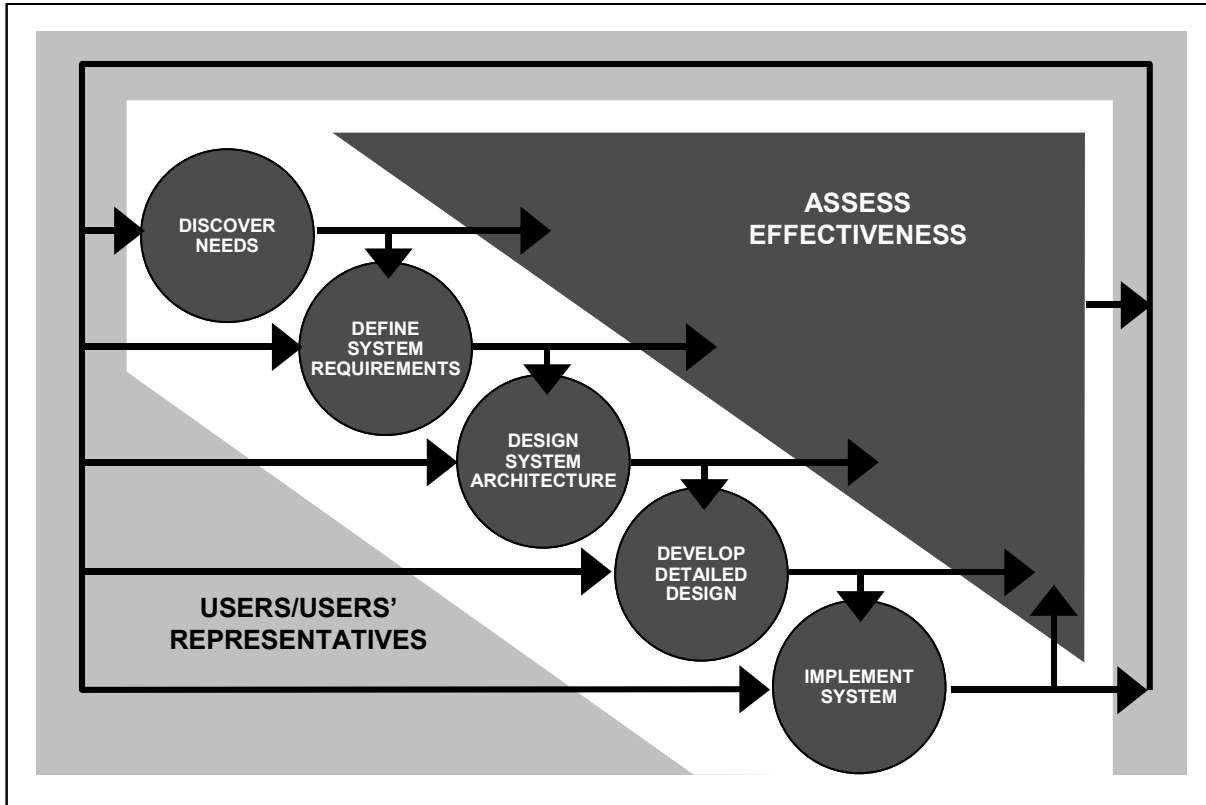 ASSESS
EFFECTIVENESS
DISCOVER
NEEDS
DEFINE
SYSTEM
REQUIREMENTS
DESIGN
SYSTEM
ARCHITECTURE
DEVELOP
DETAILED
DESIGN
USERS/USERS’
REPRESENTATIVES
IMPLEMENT
SYSTEM